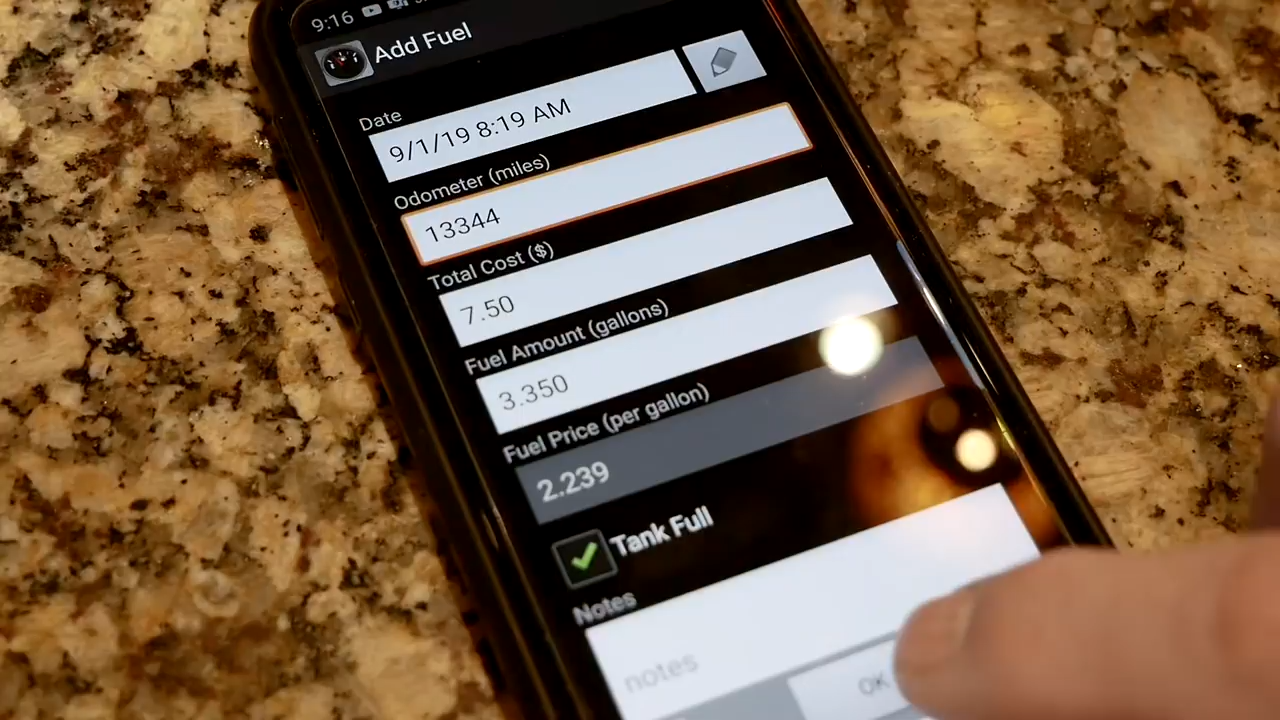 9:16
Add Fuel
Date
9/1/19 8:19 AM
Odometer (miles)
13344
Total Cost ($)
7.50
Fuel Amount (gallons)
3.350
Fuel Price (per gallon)
2.239
Tank Full
Notes
notes
OK